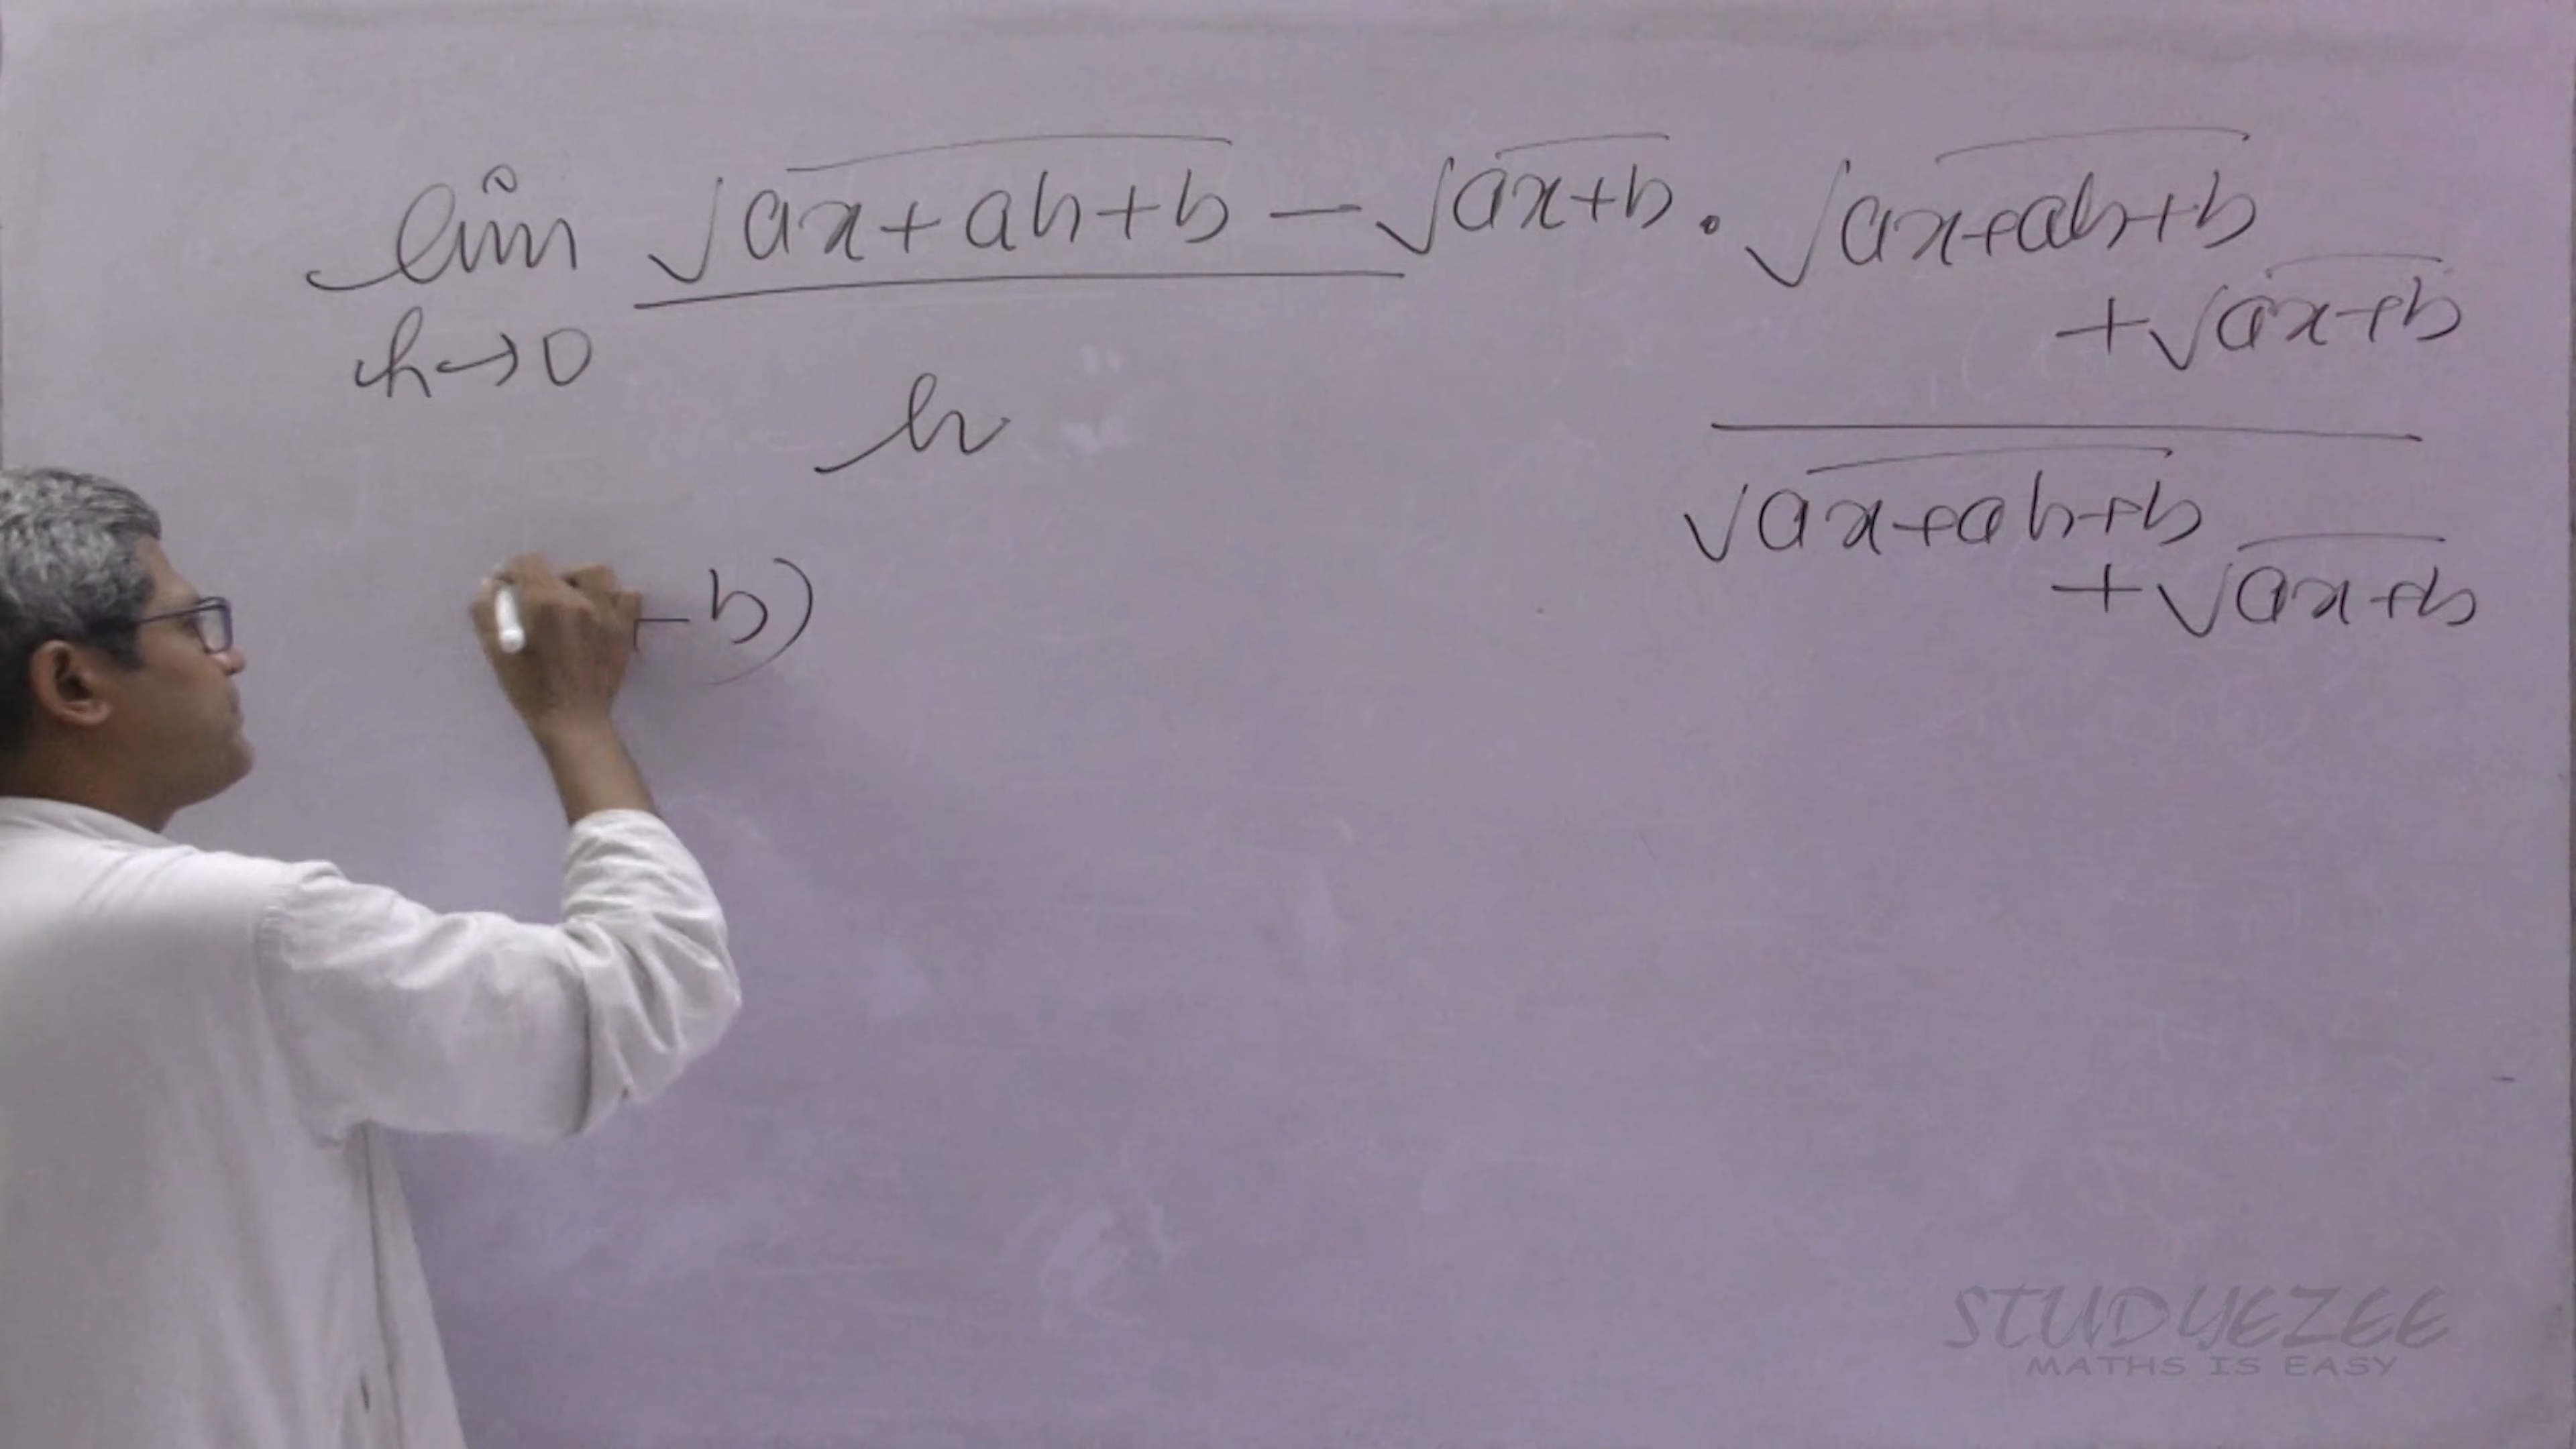 lim √ax+ah+b − √ax+b . √ax+ah+b
+√ax+b
h→0
h
√ax+ah+b
+√ax+b
b)
STUDYEZEE
MATHS IS EASY